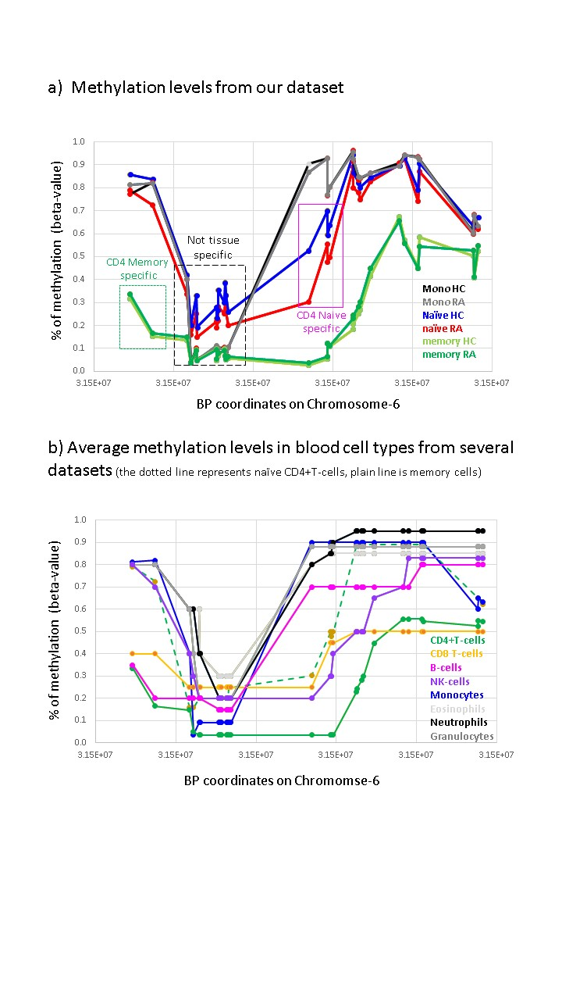 a) Methylation levels from our dataset
% of methylation (beta-value)
1.0
0.9
0.8
0.7
0.6
0.5
0.4
0.3
0.2
0.1
0.0
Not tissue
specific
CD4 Memory
specific
CD4 Naive
specific
Mono HC
Mono RA
Naïve HC
naïve RA
memory HC
memory RA
3.15E+07 3.15E+07 3.15E+07 3.15E+07 3.15E+07 3.15E+07
BP coordinates on Chromosome-6
b) Average methylation levels in blood cell types from several
datasets (the dotted line represents naïve CD4+T-cells, plain line is memory cells)
% of methylation (beta-value)
1.0
0.9
0.8
0.7
0.6
0.5
0.4
0.3
0.2
0.1
0.0
CD4+T-cells
CD8 T-cells
B-cells
NK-cells
Monocytes
Eosinophils
Neutrophils
Granulocytes
3.15E+07 3.15E+07 3.15E+07 3.15E+07 3.15E+07 3.15E+07
BP coordinates on Chromomse-6